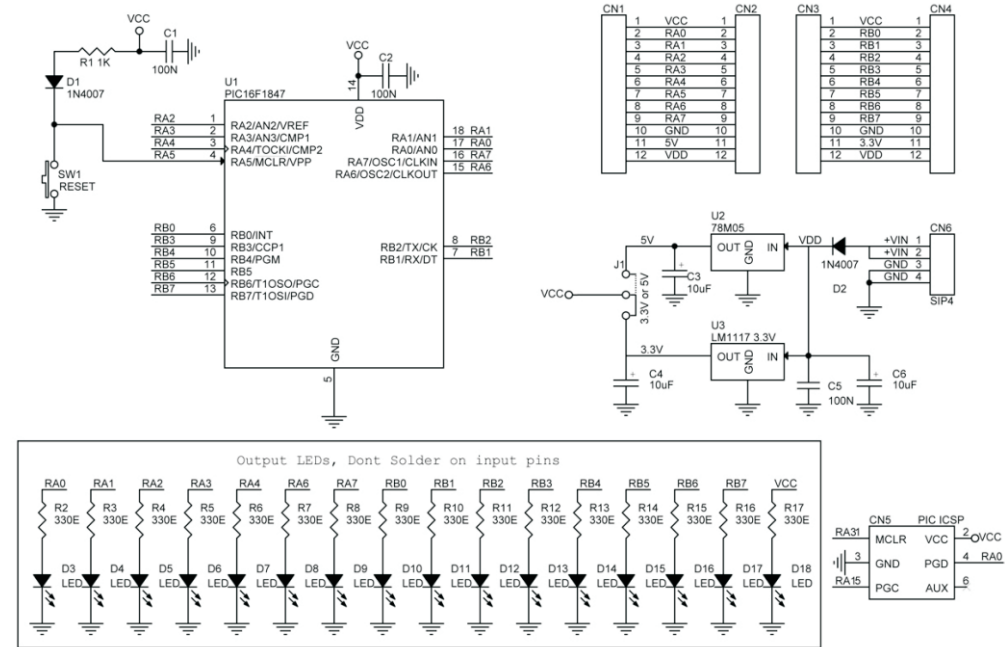 VCC
C1
R1 1K
100N
D1
1N4007
SW1
RESET
VCC
C2
100N
14
U1
PIC16F1847
VDD
RA2 1 RA2/AN2/VREF
RA3 2 RA3/AN3/CMP1
RA4 3 RA4/TOCKI/CMP2
RA5 4 RA5/MCLR/VPP
RA1/AN1 18 RA1
RA0/AN0 17 RA0
RA7/OSC1/CLKIN 16 RA7
RA6/OSC2/CLKOUT 15 RA6
RB0 6 RB0/INT
RB3 9 RB3/CCP1
RB4 10 RB4/PGM
RB5 11 RB5
RB6 12 RB6/T1OSO/PGC
RB7 13 RB7/T1OSI/PGD
RB2/TX/CK 8 RB2
RB1/RX/DT 7 RB1
GND
5
CN1 CN2
1 VCC 1
2 RA0 2
3 RA1 3
4 RA2 4
5 RA3 5
6 RA4 6
7 RA5 7
8 RA6 8
9 RA7 9
10 GND 10
11 5V 11
12 VDD 12
CN3 CN4
1 VCC 1
2 RB0 2
3 RB1 3
4 RB2 4
5 RB3 5
6 RB4 6
7 RB5 7
8 RB6 8
9 RB7 9
10 GND 10
11 3.3V 11
12 VDD 12
U2
78M05
OUT GND IN
5V
VDD
1N4007
D2
CN6
+VIN 1
+VIN 2
GND 3
GND 4
SIP4
J1
3.3V or 5V
VCC
C3
10uF
U3
LM1117 3.3V
OUT GND IN
3.3V
C4
10uF
C5
100N
C6
10uF
Output LEDs, Dont Solder on input pins
RA0 RA1 RA2 RA3 RA4 RA6 RA7 RB0 RB1 RB2 RB3 RB4 RB5 RB6 RB7 VCC
R2 R3 R4 R5 R6 R7 R8 R9 R10 R11 R12 R13 R14 R15 R16 R17
330E 330E 330E 330E 330E 330E 330E 330E 330E 330E 330E 330E 330E 330E 330E 330E
D3 D4 D5 D6 D7 D8 D9 D10 D11 D12 D13 D14 D15 D16 D17 D18
LED LED LED LED LED LED LED LED LED LED LED LED LED LED LED LED
CN5 PIC ICSP
RA31 MCLR VCC 2 VCC
3 GND PGD 4 RA0
RA15 PGC AUX 6